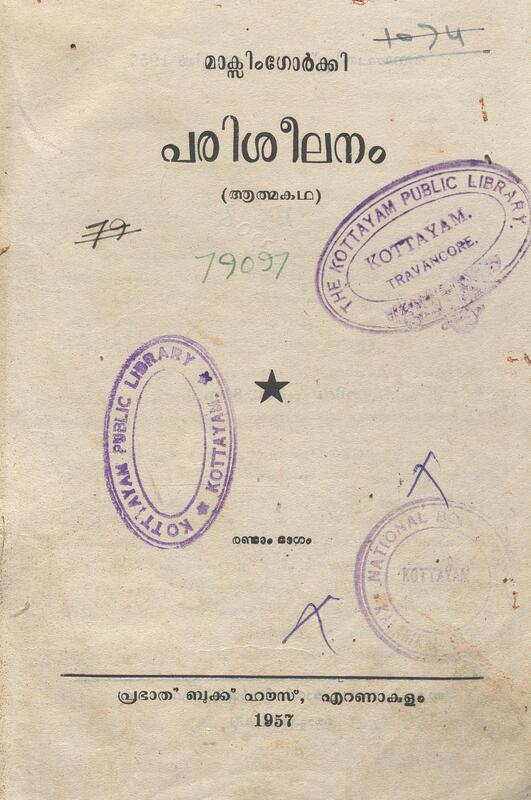 1074
മാക്സിംഗോർക്കി
പരിശീലനം
(ആത്മകഥ)
79
79097
THE KOTTAYAM PUBLIC LIBRARY.
KOTTAYAM.
TRAVANCORE.
KOTTAYAM PUBLIC LIBRARY
KOTTAYAM.
രണ്ടാം ഭാഗം
NATIONAL
KOTTAYAM
പ്രഭാത് ബുക്ക് ഹൗസ്, എറണാകുളം
1957